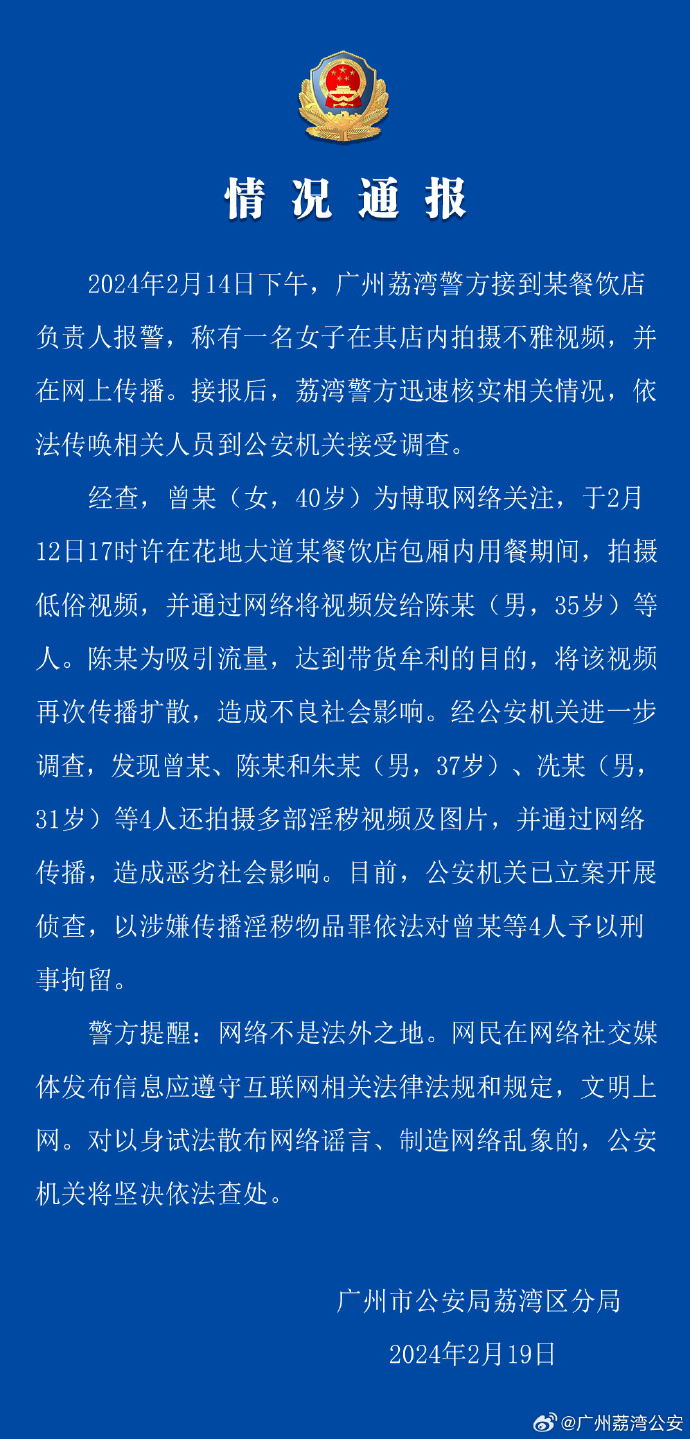 情况通报
2024年2月14日下午，广州荔湾警方接到某餐饮店
负责人报警，称有一名女子在其店内拍摄不雅视频，并
在网上传播。接报后，荔湾警方迅速核实相关情况，依
法传唤相关人员到公安机关接受调查。
经查，曾某（女，40岁）为博取网络关注，于2月
12日17时许在花地大道某餐饮店包厢内用餐期间，拍摄
低俗视频，并通过网络将视频发给陈某（男，35岁）等
人。陈某为吸引流量，达到带货牟利的目的，将该视频
再次传播扩散，造成不良社会影响。经公安机关进一步
调查，发现曾某、陈某和朱某（男，37岁）、冼某（男，
31岁）等4人还拍摄多部淫秽视频及图片，并通过网络
传播，造成恶劣社会影响。目前，公安机关已立案开展
侦查，以涉嫌传播淫秽物品罪依法对曾某等4人予以刑
事拘留。
警方提醒：网络不是法外之地。网民在网络社交媒
体发布信息应遵守互联网相关法律法规和规定，文明上
网。对以身试法散布网络谣言、制造网络乱象的，公安
机关将坚决依法查处。
广州市公安局荔湾区分局
2024年2月19日
@广州荔湾公安